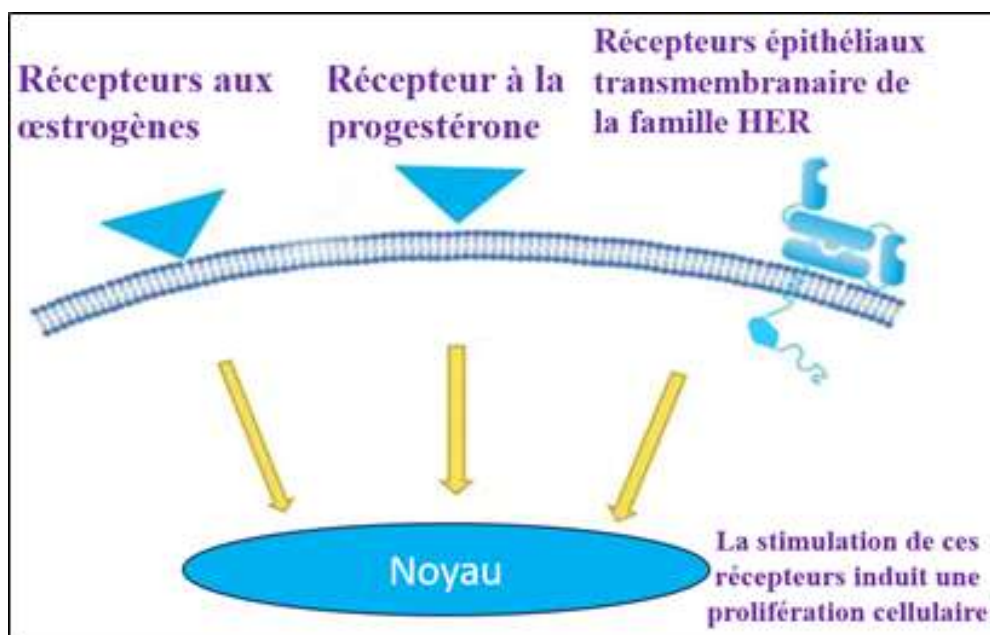 Récepteurs aux
œstrogènes
Récepteur à la
progestérone
Récepteurs épithéliaux
transmembranaire de
la famille HER
Noyau
La stimulation de ces
récepteurs induit une
prolifération cellulaire